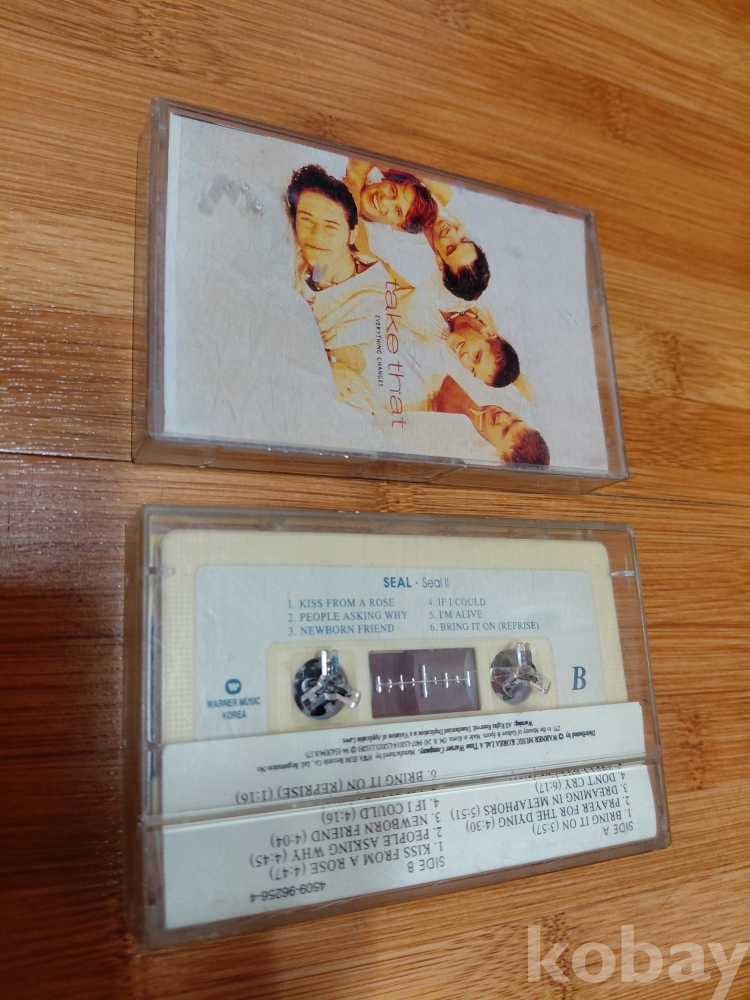 take that
EVERYTHING CHANGES
SEAL · Seal II
1. KISS FROM A ROSE
2. PEOPLE ASKING WHY
3. NEWBORN FRIEND
4. IF I COULD
5. I'M ALIVE
6. BRING IT ON (REPRISE)
B
WARNER MUSIC
KOREA
6. BRING IT ON (REPRISE) (1:16)
4. IF I COULD (4:16)
3. NEWBORN FRIEND (4:04)
2. PEOPLE ASKING WHY (4:45)
1. KISS FROM A ROSE (4:47)
SIDE B
4. DON'T CRY (6:17)
3. DREAMING IN METAPHORS (5:51)
2. PRAYER FOR THE DYING (4:30)
1. BRING IT ON (3:57)
SIDE A
4509-96256-4
kobay